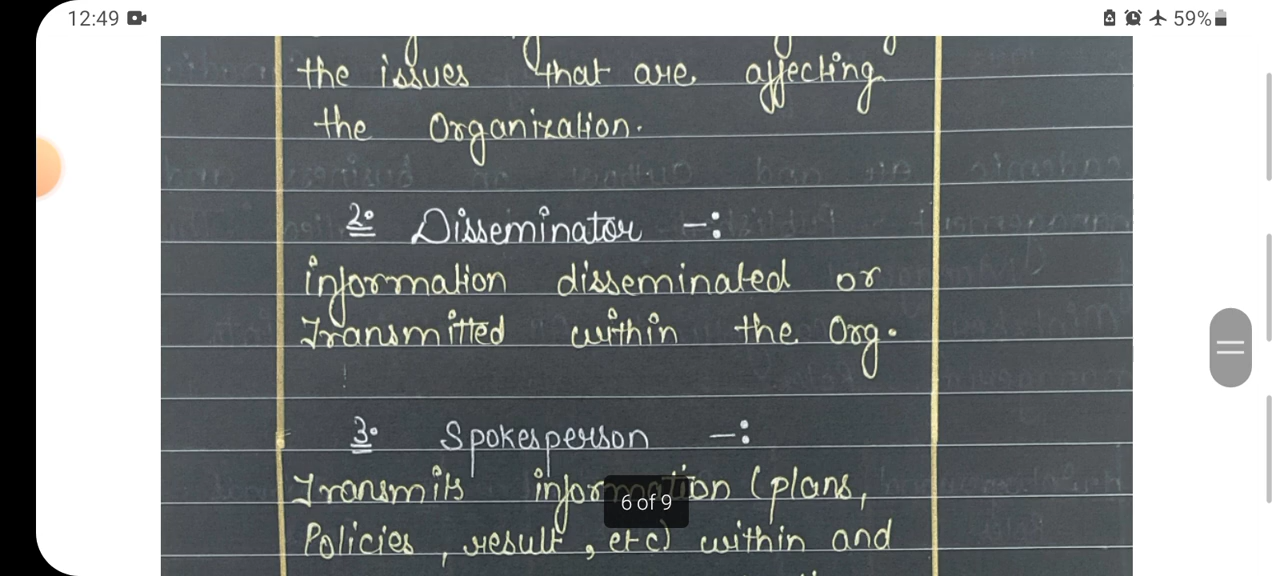 12:49
59%
the issues that are affecting
the Organization.
2. Disseminator -:
information disseminated or
Transmitted within the Org.
3. Spokesperson -:
Transmits information (plans,
6 of 9
Policies, result, etc) within and